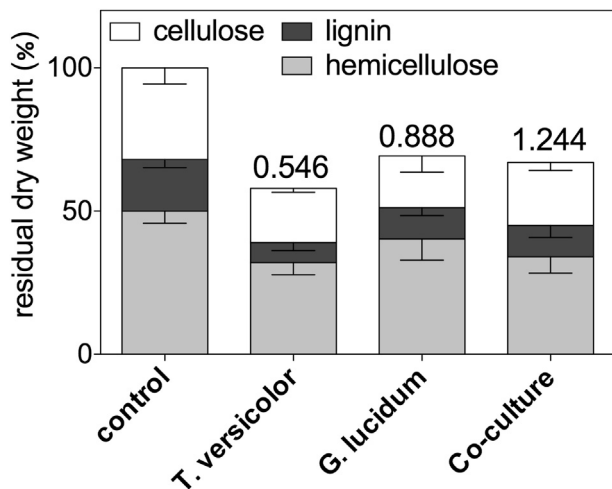 cellulose
lignin
hemicellulose
residual dry weight (%)
100
50
0
0.546
0.888
1.244
control
T. versicolor
G. lucidum
Co-culture